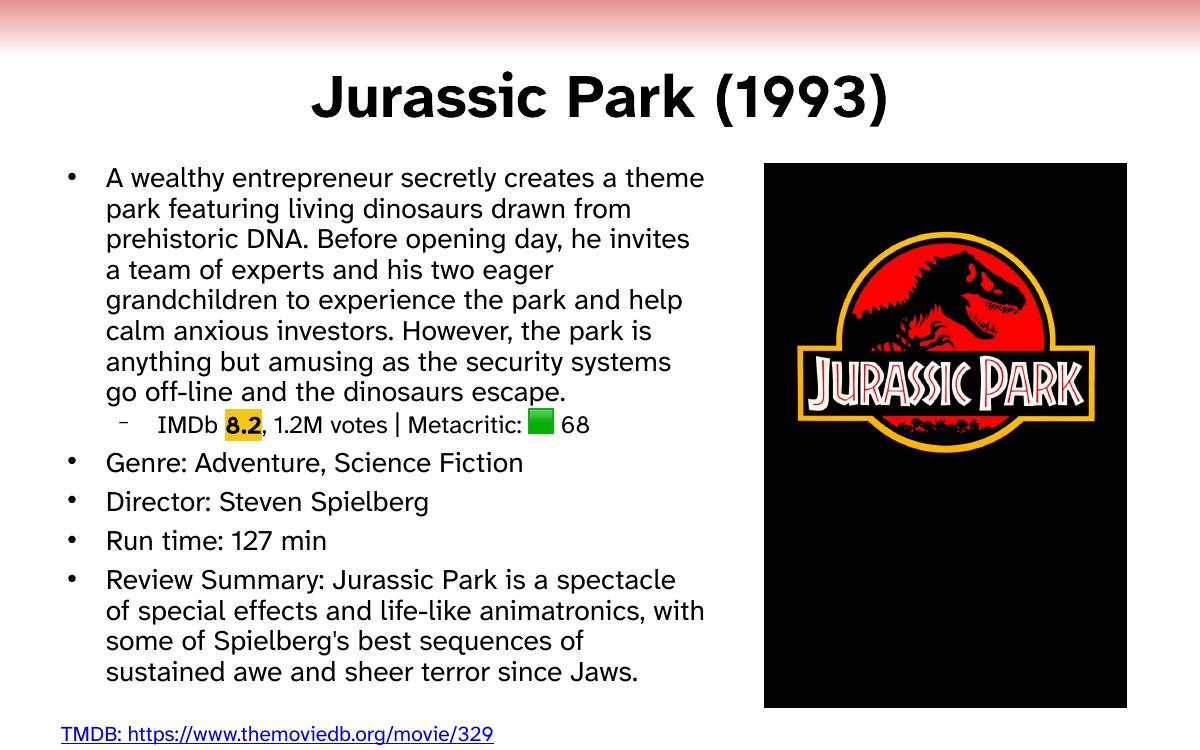 Jurassic Park (1993)
• A wealthy entrepreneur secretly creates a theme
park featuring living dinosaurs drawn from
prehistoric DNA. Before opening day, he invites
a team of experts and his two eager
grandchildren to experience the park and help
calm anxious investors. However, the park is
anything but amusing as the security systems
go off-line and the dinosaurs escape.
– IMDb 8.2, 1.2M votes | Metacritic: 🟩 68
• Genre: Adventure, Science Fiction
• Director: Steven Spielberg
• Run time: 127 min
• Review Summary: Jurassic Park is a spectacle
of special effects and life-like animatronics, with
some of Spielberg's best sequences of
sustained awe and sheer terror since Jaws.
JURASSIC PARK
TMDB: https://www.themoviedb.org/movie/329